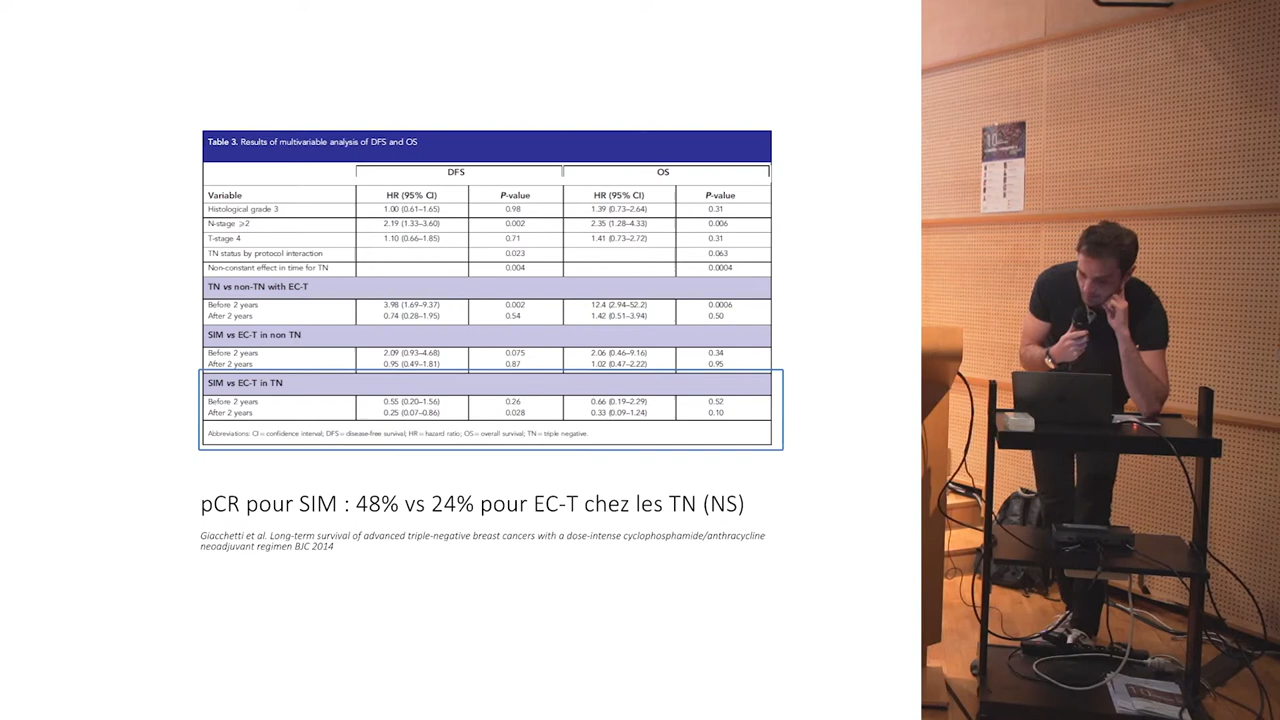 Table 3. Results of multivariable analysis of DFS and OS
DFS OS
Variable HR (95% CI) P-value HR (95% CI) P-value
Histological grade 3 1.00 (0.61–1.65) 0.98 1.39 (0.73–2.64) 0.31
N-stage ⩾2 2.19 (1.33–3.60) 0.002 2.35 (1.28–4.33) 0.006
T-stage 4 1.10 (0.66–1.85) 0.71 1.41 (0.73–2.72) 0.31
TN status by protocol interaction 0.023 0.063
Non-constant effect in time for TN 0.004 0.0004
TN vs non-TN with EC-T
Before 2 years 3.98 (1.69–9.37) 0.002 12.4 (2.94–52.2) 0.0006
After 2 years 0.74 (0.28–1.95) 0.54 1.42 (0.51–3.94) 0.50
SIM vs EC-T in non TN
Before 2 years 2.09 (0.93–4.68) 0.075 2.06 (0.46–9.16) 0.34
After 2 years 0.95 (0.49–1.81) 0.87 1.02 (0.47–2.22) 0.95
SIM vs EC-T in TN
Before 2 years 0.55 (0.20–1.56) 0.26 0.66 (0.19–2.29) 0.52
After 2 years 0.25 (0.07–0.86) 0.028 0.33 (0.09–1.24) 0.10
Abbreviations: CI = confidence interval; DFS = disease-free survival; HR = hazard ratio; OS = overall survival; TN = triple negative.
pCR pour SIM : 48% vs 24% pour EC-T chez les TN (NS)
Giacchetti et al. Long-term survival of advanced triple-negative breast cancers with a dose-intense cyclophosphamide/anthracycline
neoadjuvant regimen BJC 2014